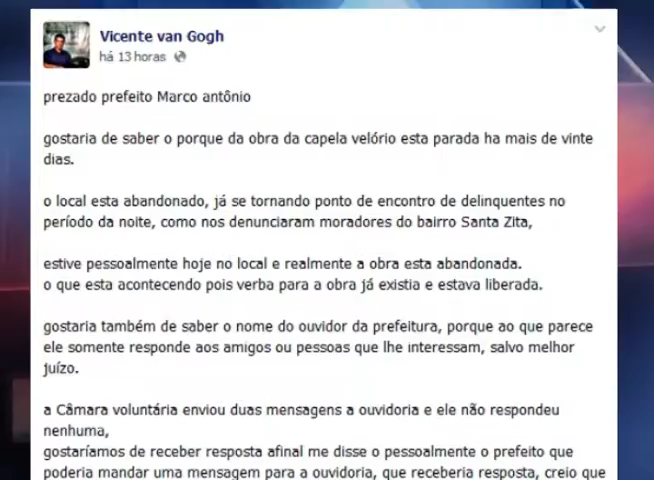 Vicente van Gogh
há 13 horas
prezado prefeito Marco antônio
gostaria de saber o porque da obra da capela velório esta parada ha mais de vinte
dias.
o local esta abandonado, já se tornando ponto de encontro de delinquentes no
período da noite, como nos denunciaram moradores do bairro Santa Zita,
estive pessoalmente hoje no local e realmente a obra esta abandonada.
o que esta acontecendo pois verba para a obra já existia e estava liberada.
gostaria também de saber o nome do ouvidor da prefeitura, porque ao que parece
ele somente responde aos amigos ou pessoas que lhe interessam, salvo melhor
juízo.
a Câmara voluntária enviou duas mensagens a ouvidoria e ele não respondeu
nenhuma,
gostaríamos de receber resposta afinal me disse o pessoalmente o prefeito que
poderia mandar uma mensagem para a ouvidoria, que receberia resposta, creio que